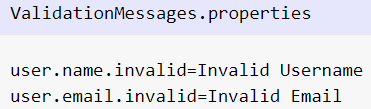 ValidationMessages.properties
user.name.invalid=Invalid Username
user.email.invalid=Invalid Email